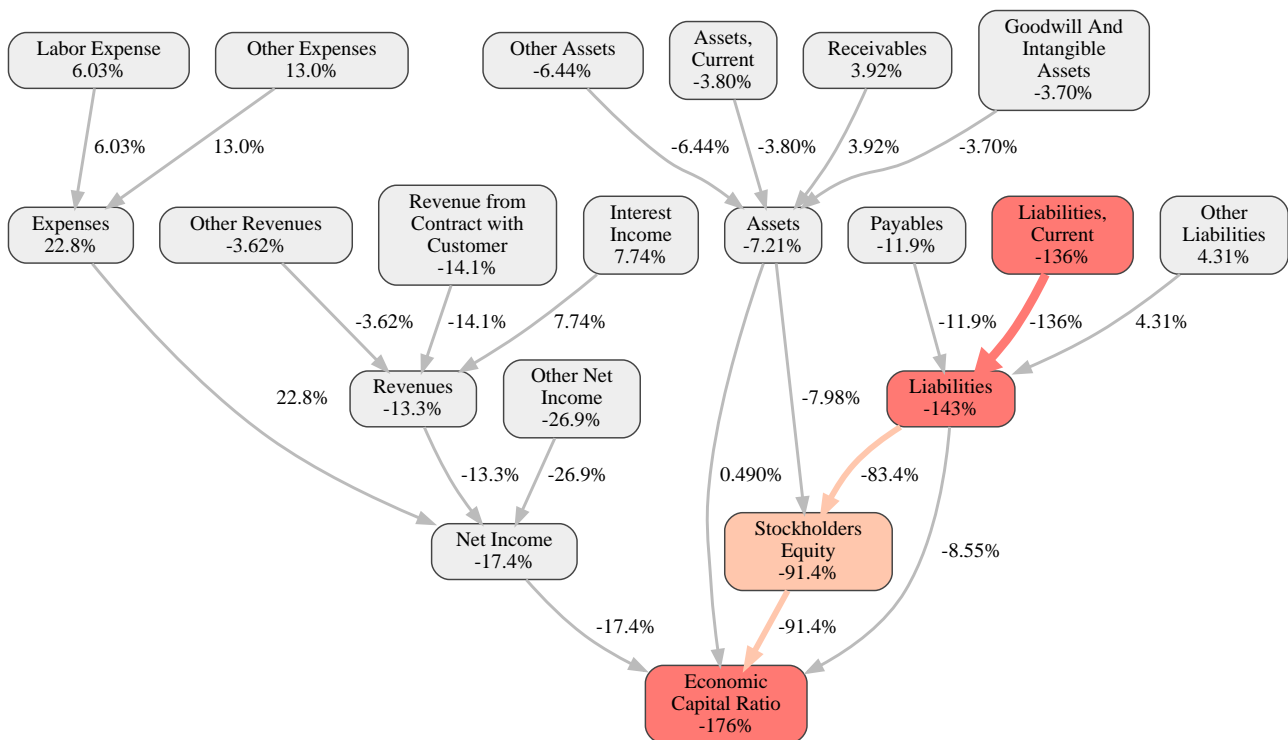 Labor Expense
6.03%
Other Expenses
13.0%
Other Assets
-6.44%
Assets,
Current
-3.80%
Receivables
3.92%
Goodwill And
Intangible
Assets
-3.70%
6.03%
13.0%
-6.44%
-3.80%
3.92%
-3.70%
Expenses
22.8%
Other Revenues
-3.62%
Revenue from
Contract with
Customer
-14.1%
Interest
Income
7.74%
Assets
-7.21%
Payables
-11.9%
Liabilities,
Current
-136%
Other
Liabilities
4.31%
-3.62%
-14.1%
7.74%
-11.9%
-136%
4.31%
22.8%
Revenues
-13.3%
Other Net
Income
-26.9%
-7.98%
Liabilities
-143%
-13.3%
-26.9%
0.490%
-83.4%
Net Income
-17.4%
Stockholders
Equity
-91.4%
-8.55%
-17.4%
-91.4%
Economic
Capital Ratio
-176%